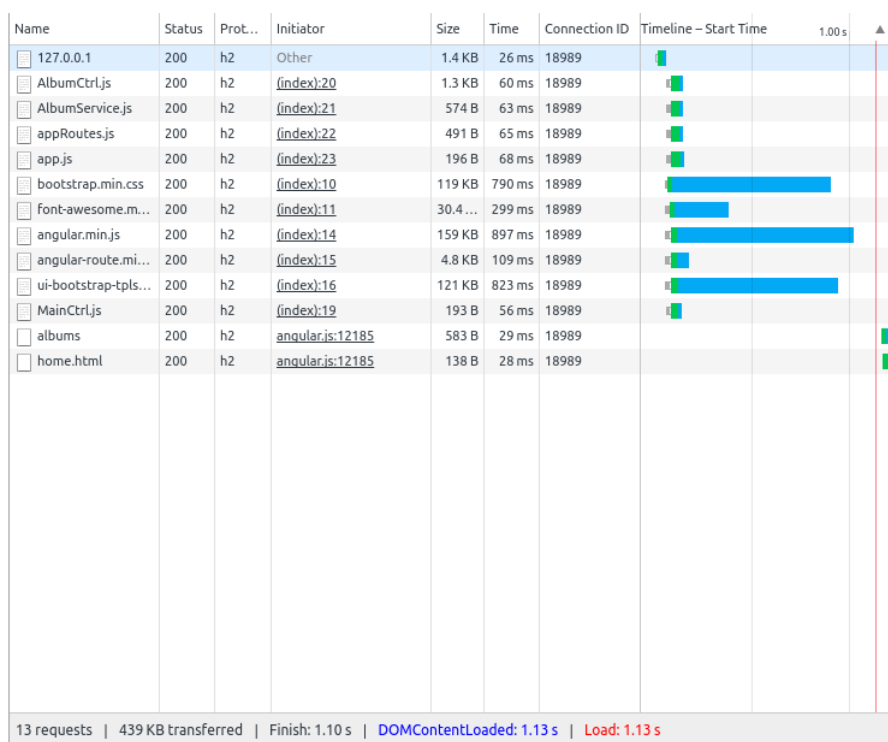 Name Status Prot... Initiator Size Time Connection ID Timeline – Start Time 1.00 s
127.0.0.1 200 h2 Other 1.4 KB 26 ms 18989
AlbumCtrl.js 200 h2 (index):20 1.3 KB 60 ms 18989
AlbumService.js 200 h2 (index):21 574 B 63 ms 18989
appRoutes.js 200 h2 (index):22 491 B 65 ms 18989
app.js 200 h2 (index):23 196 B 68 ms 18989
bootstrap.min.css 200 h2 (index):10 119 KB 790 ms 18989
font-awesome.m... 200 h2 (index):11 30.4 ... 299 ms 18989
angular.min.js 200 h2 (index):14 159 KB 897 ms 18989
angular-route.mi... 200 h2 (index):15 4.8 KB 109 ms 18989
ui-bootstrap-tpls... 200 h2 (index):16 121 KB 823 ms 18989
MainCtrl.js 200 h2 (index):19 193 B 56 ms 18989
albums 200 h2 angular.js:12185 583 B 29 ms 18989
home.html 200 h2 angular.js:12185 138 B 28 ms 18989
13 requests | 439 KB transferred | Finish: 1.10 s | DOMContentLoaded: 1.13 s | Load: 1.13 s